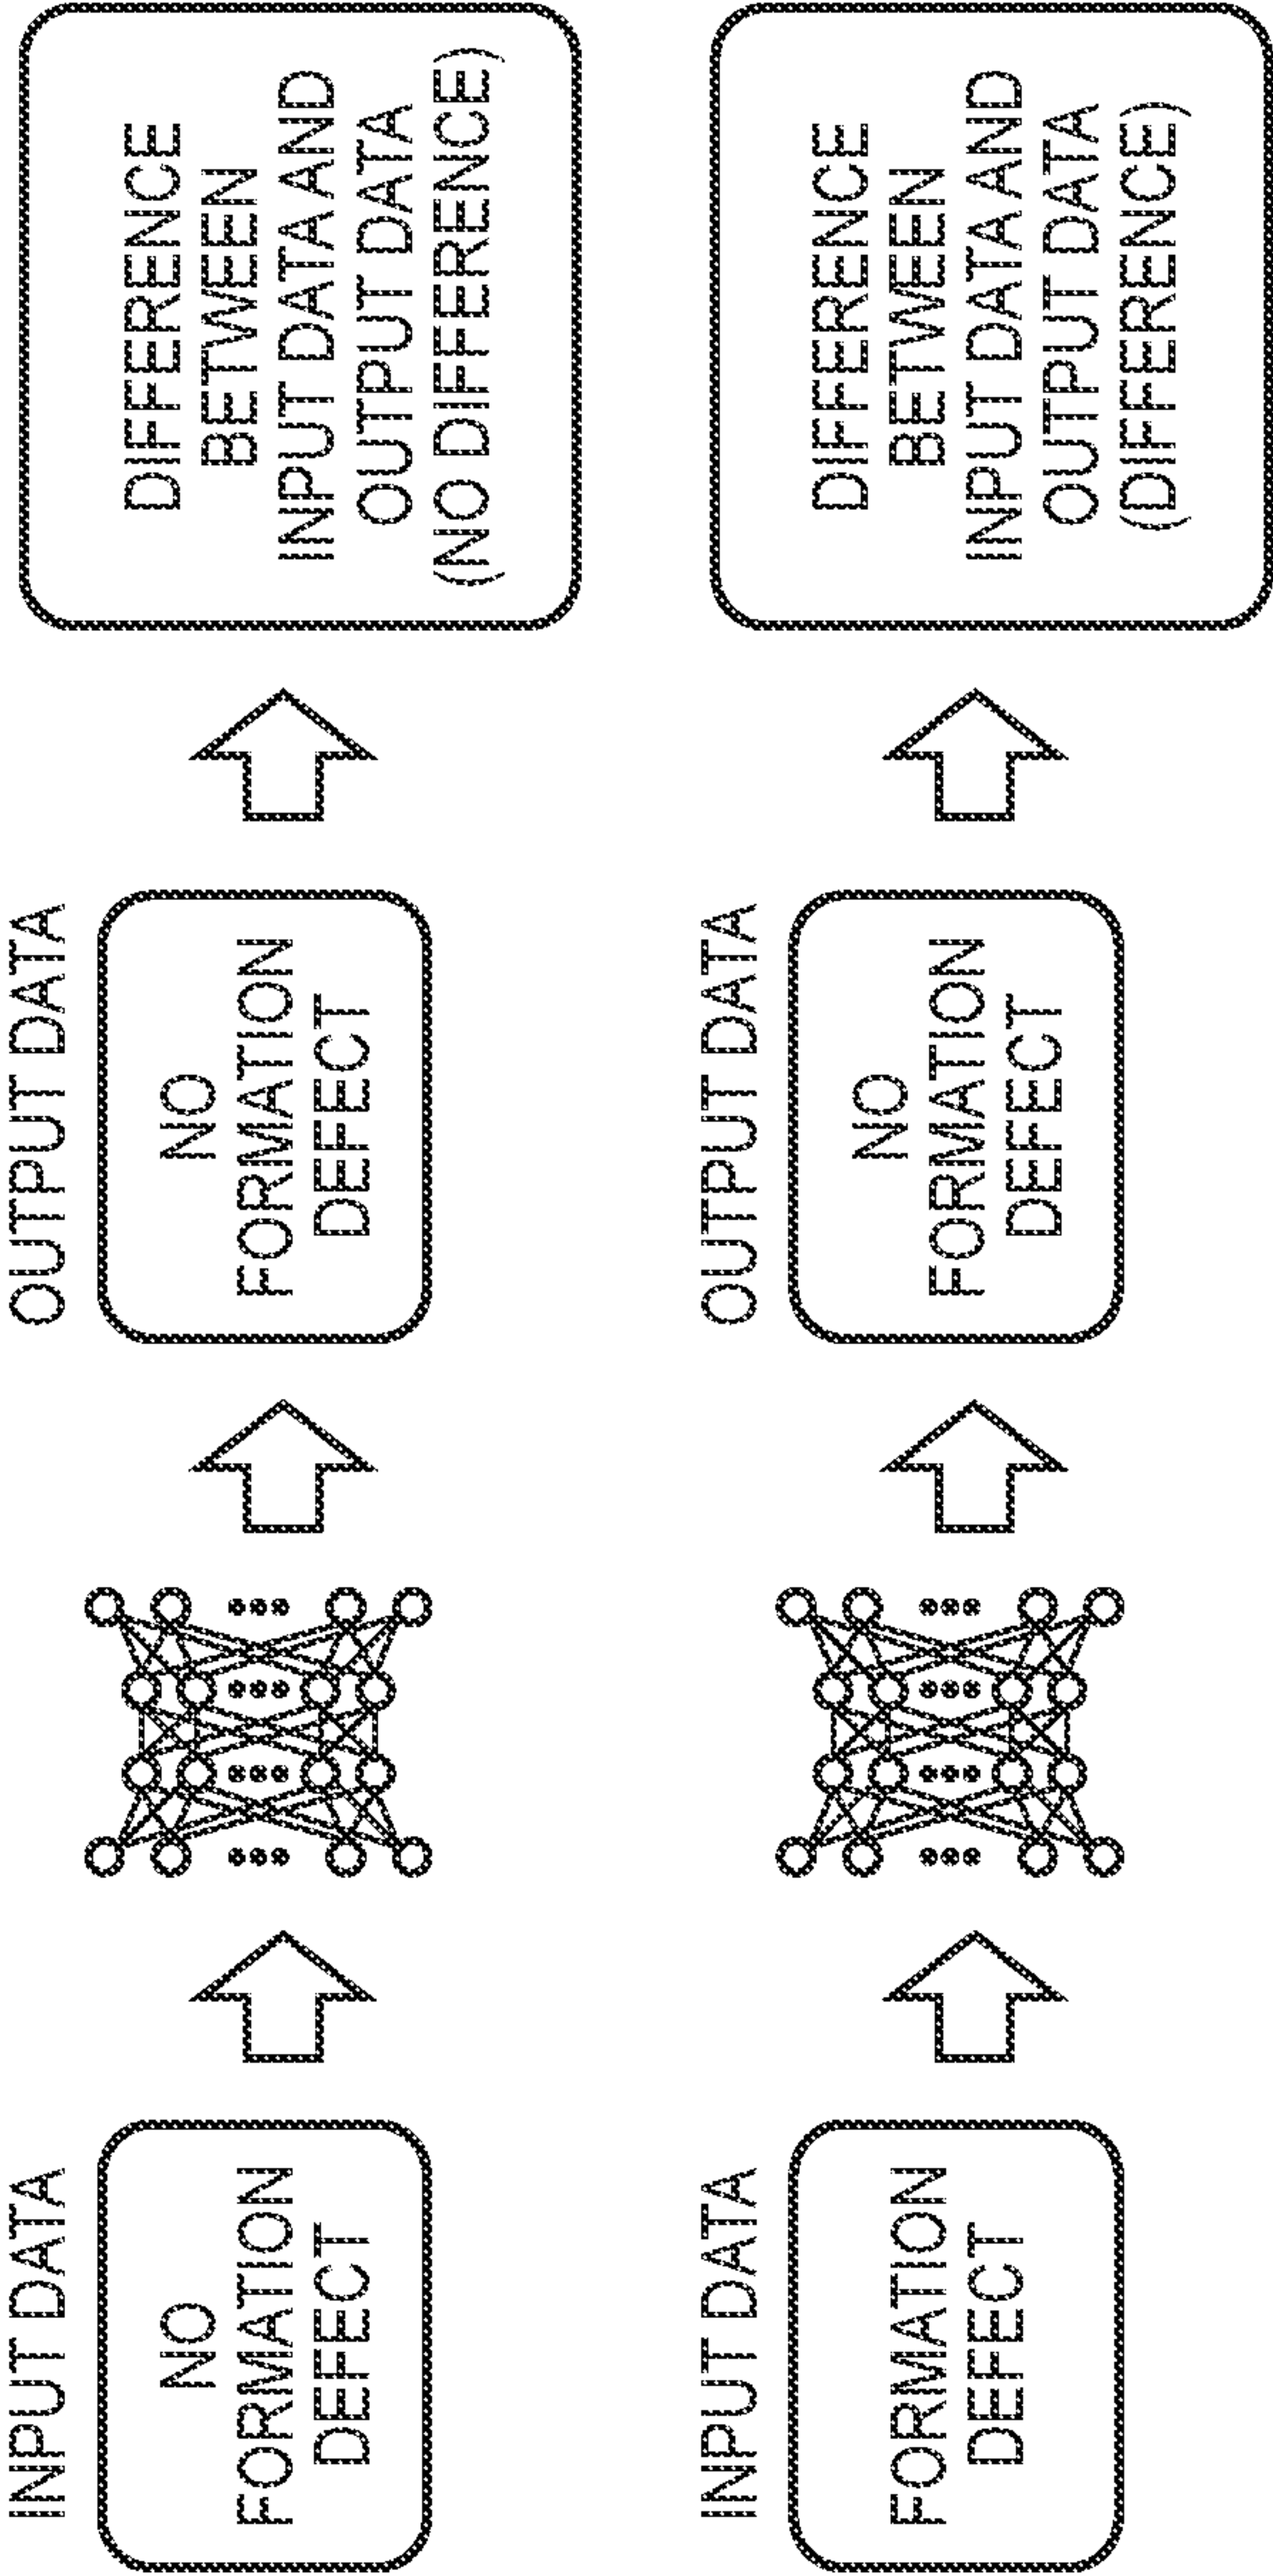 INPUT DATA
NO
FORMATION
DEFECT
OUTPUT DATA
NO
FORMATION
DEFECT
DIFFERENCE
BETWEEN
INPUT DATA AND
OUTPUT DATA
(NO DIFFERENCE)
INPUT DATA
FORMATION
DEFECT
OUTPUT DATA
NO
FORMATION
DEFECT
DIFFERENCE
BETWEEN
INPUT DATA AND
OUTPUT DATA
(DIFFERENCE)